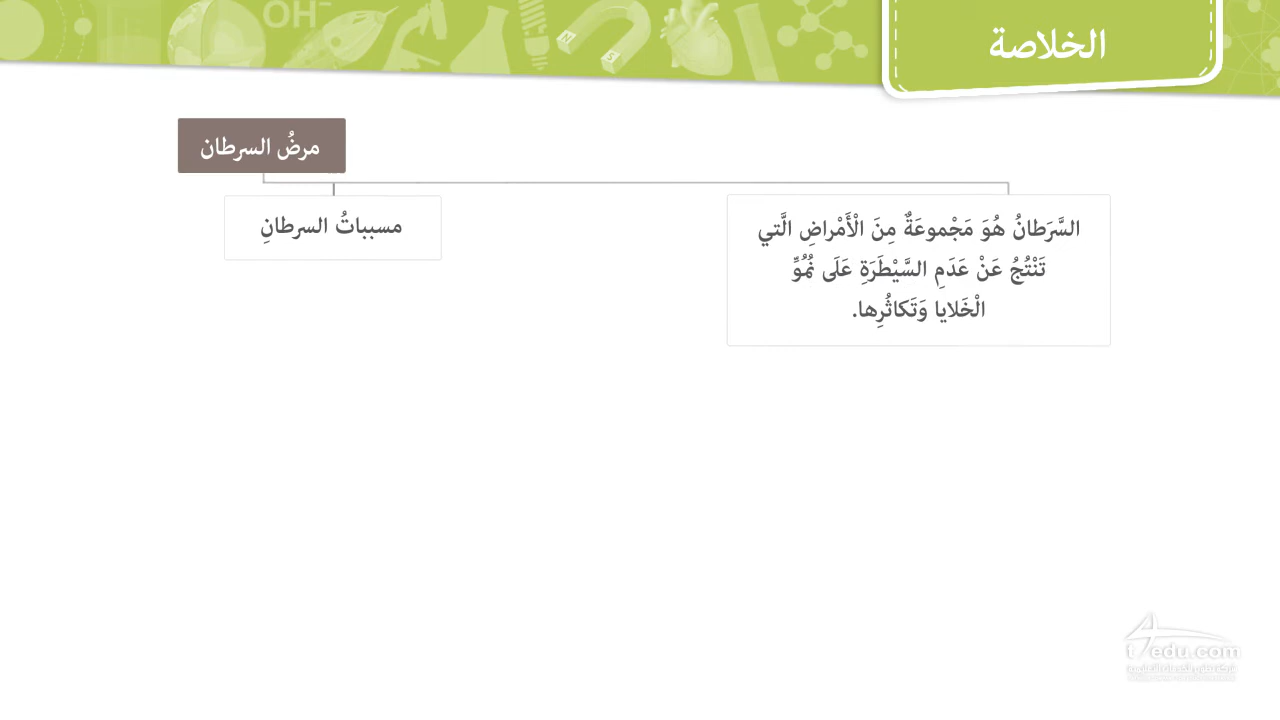 الخلاصة
مرضُ السرطان
السَّرَطانُ هُوَ مَجْموعَةٌ مِنَ الْأَمْراضِ الَّتي
تَنْتُجُ عَنْ عَدَمِ السَّيْطَرَةِ عَلَى نُمُوِّ
الْخَلايا وَتَكاثُرِها.
مسبباتُ السرطانِ
OH⁻
N
S
t4edu.com